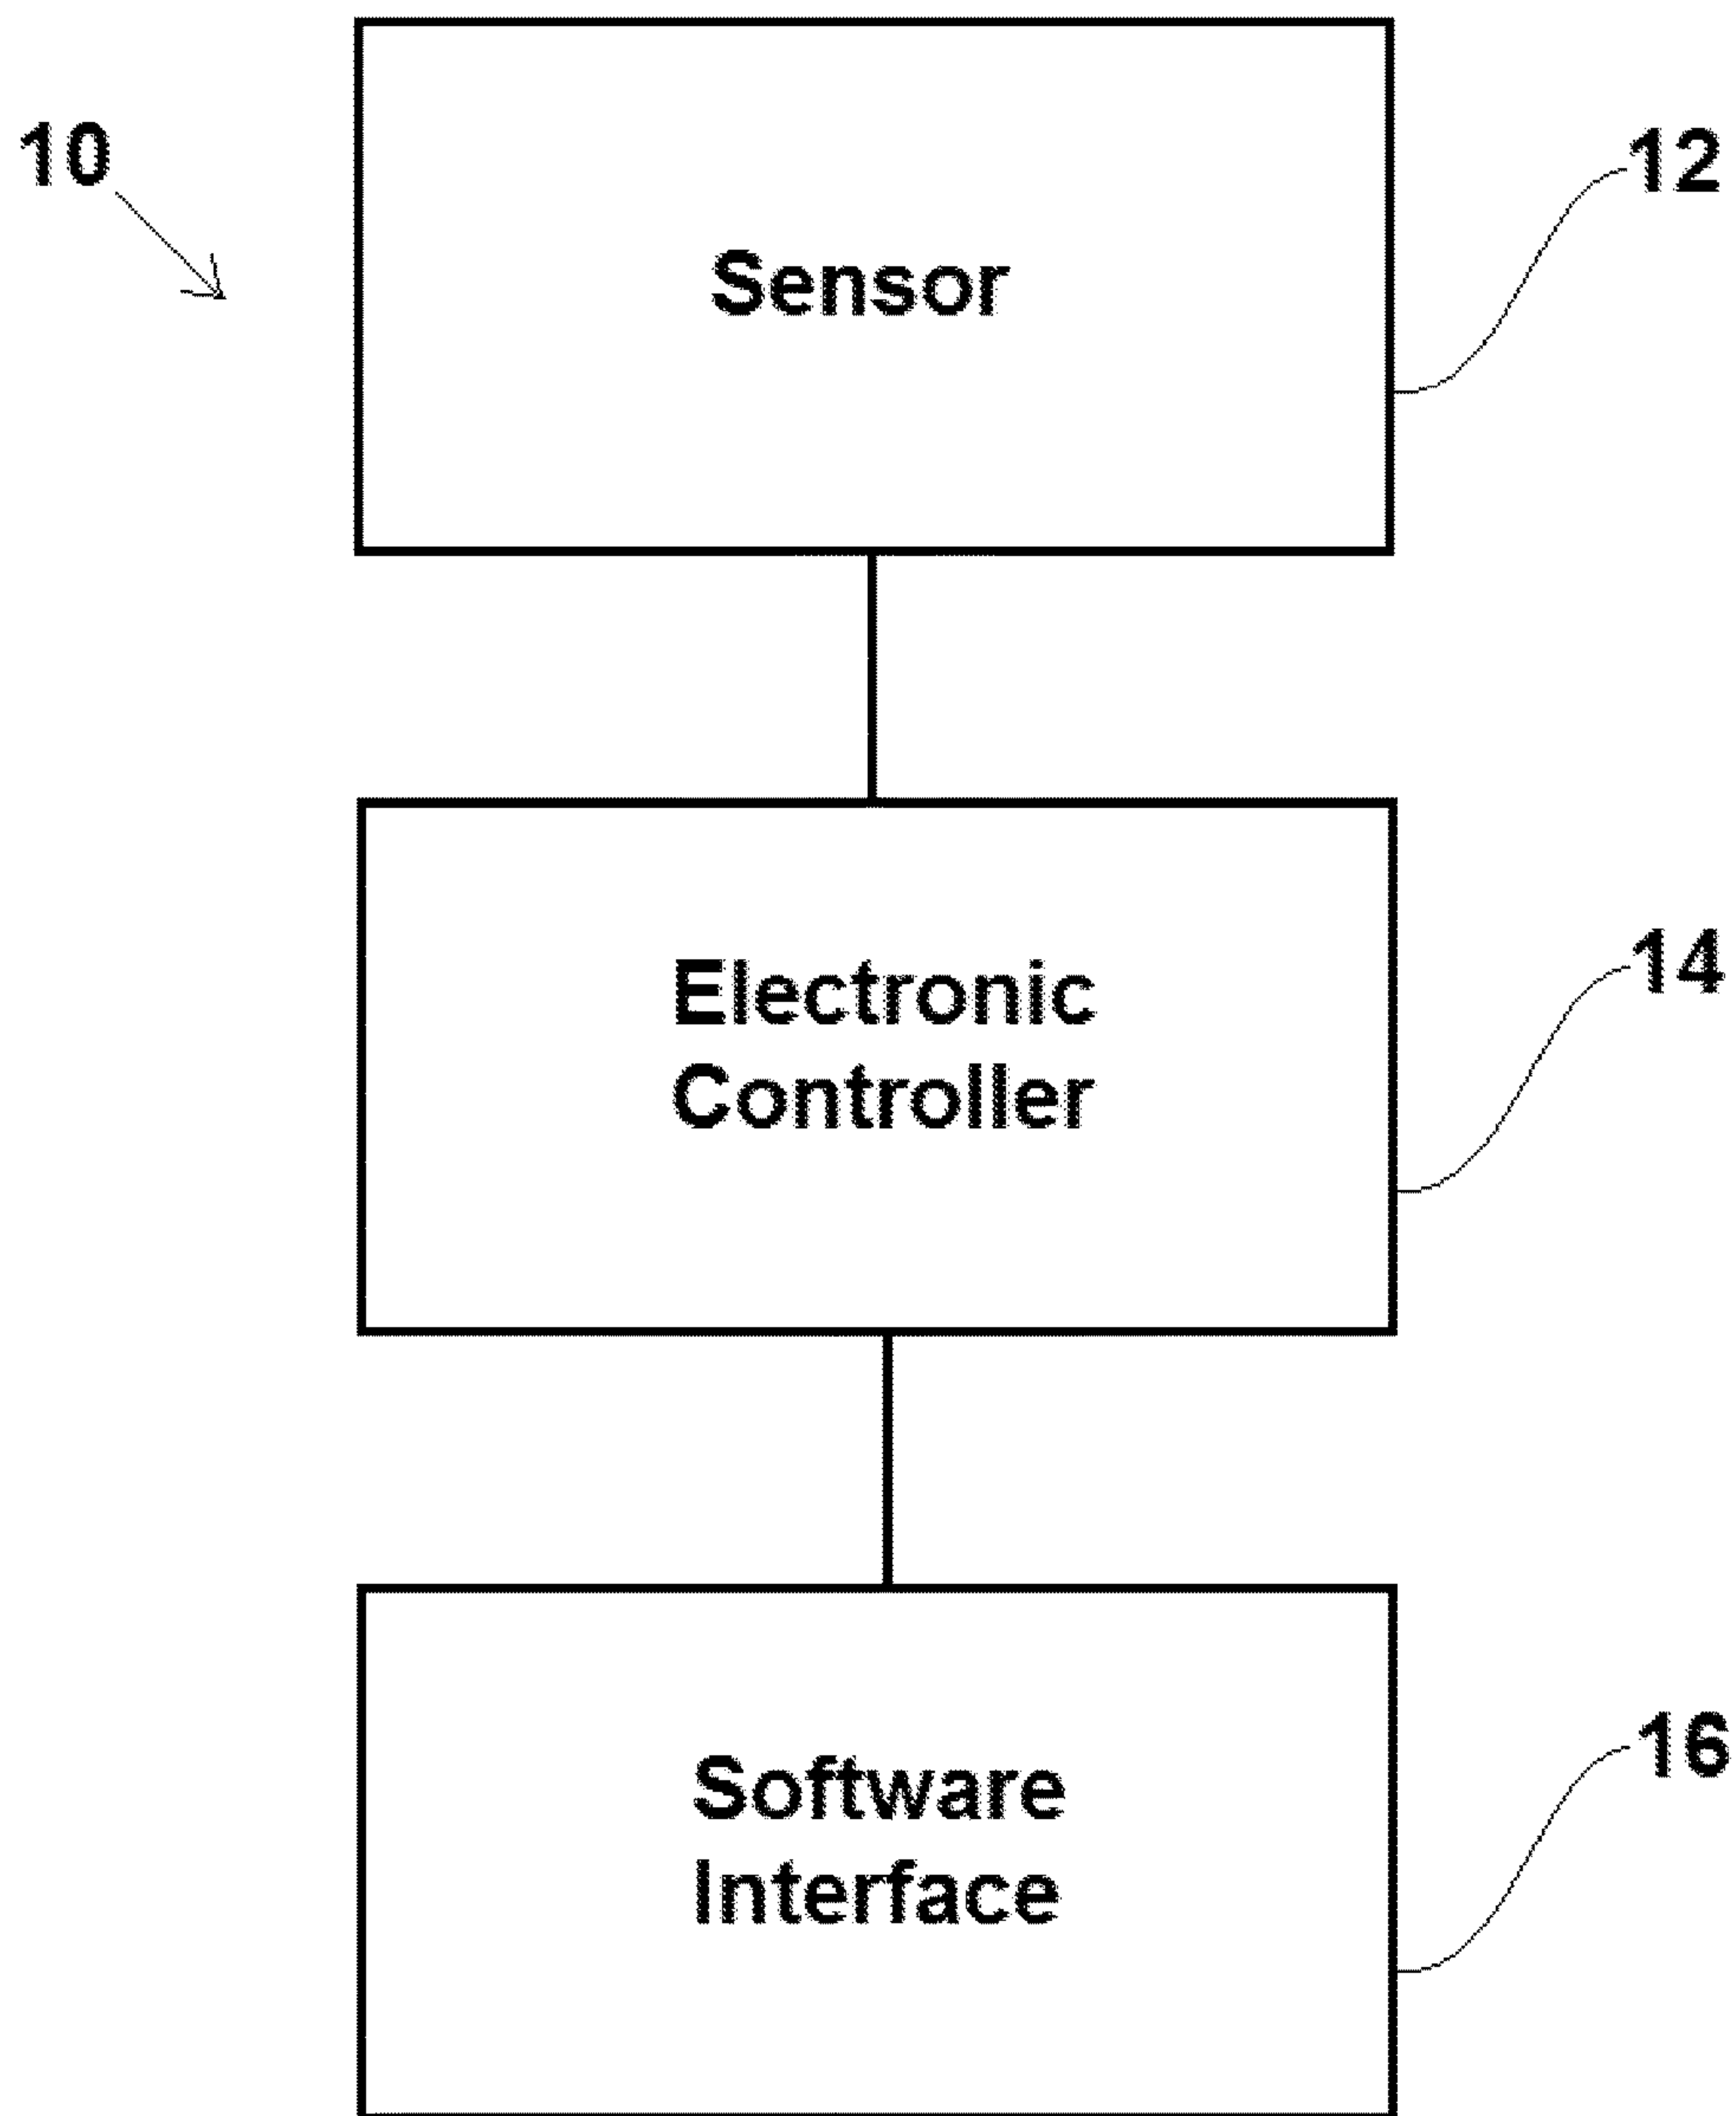 10
12
Sensor
14
Electronic
Controller
16
Software
Interface